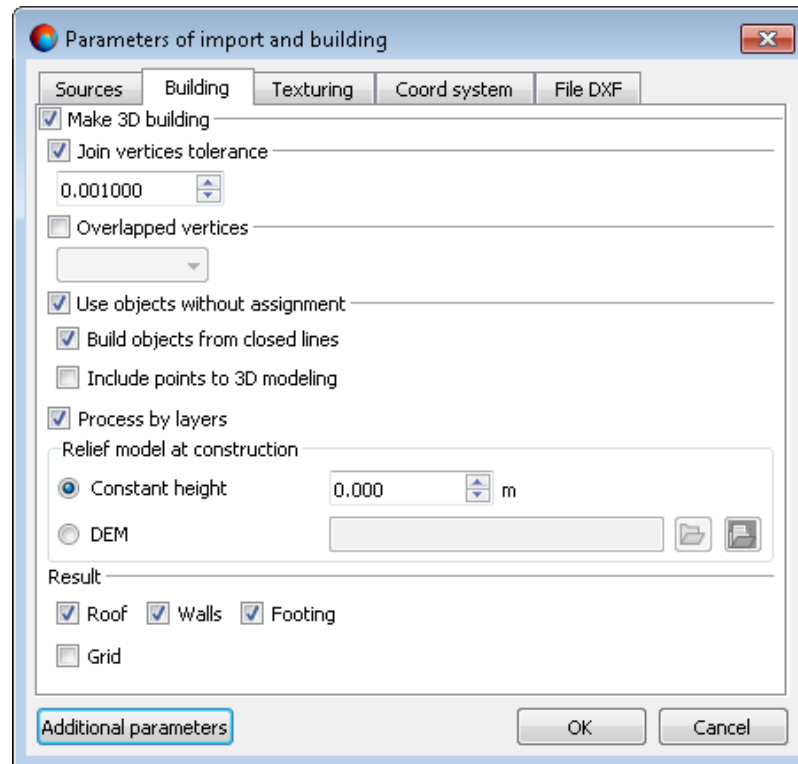 Parameters of import and building
Sources Building Texturing Coord system File DXF
Make 3D building
Join vertices tolerance
0.001000
Overlapped vertices
Use objects without assignment
Build objects from closed lines
Include points to 3D modeling
Process by layers
Relief model at construction
Constant height 0.000 m
DEM
Result
Roof Walls Footing
Grid
Additional parameters OK Cancel